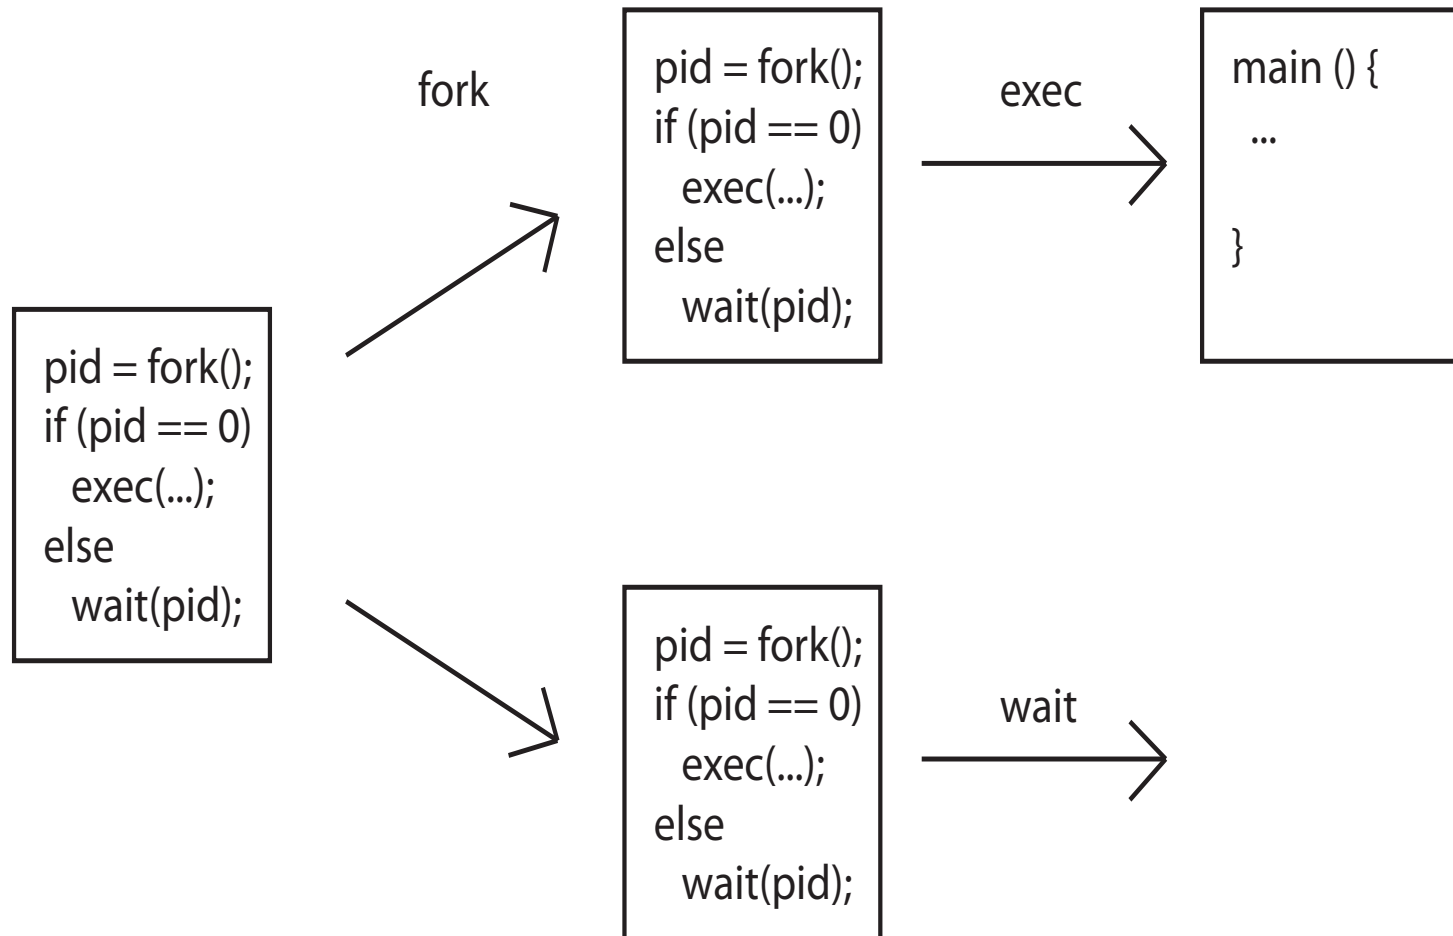 pid = fork();
if (pid == 0)
exec(...);
else
wait(pid);
fork
pid = fork();
if (pid == 0)
exec(...);
else
wait(pid);
exec
main () {
...
}
pid = fork();
if (pid == 0)
exec(...);
else
wait(pid);
wait